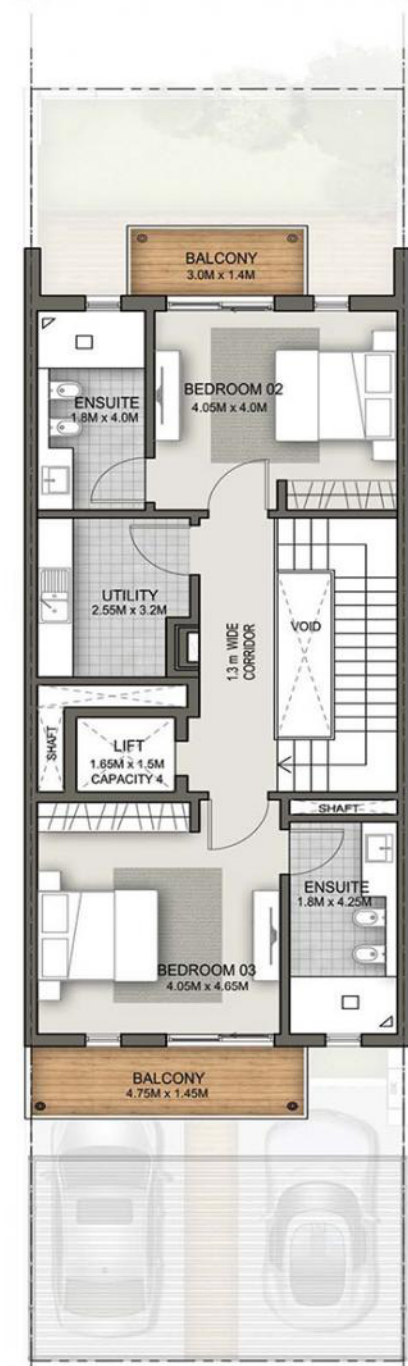 BALCONY
3.0M x 1.4M
BEDROOM 02
4.05M x 4.0M
ENSUITE
1.8M x 4.0M
UTILITY
2.55M x 3.2M
1.3 m WIDE
CORRIDOR
VOID
SHAFT
LIFT
1.65M x 1.5M
CAPACITY 4
SHAFT
ENSUITE
1.8M x 4.25M
BEDROOM 03
4.05M x 4.65M
BALCONY
4.75M x 1.45M